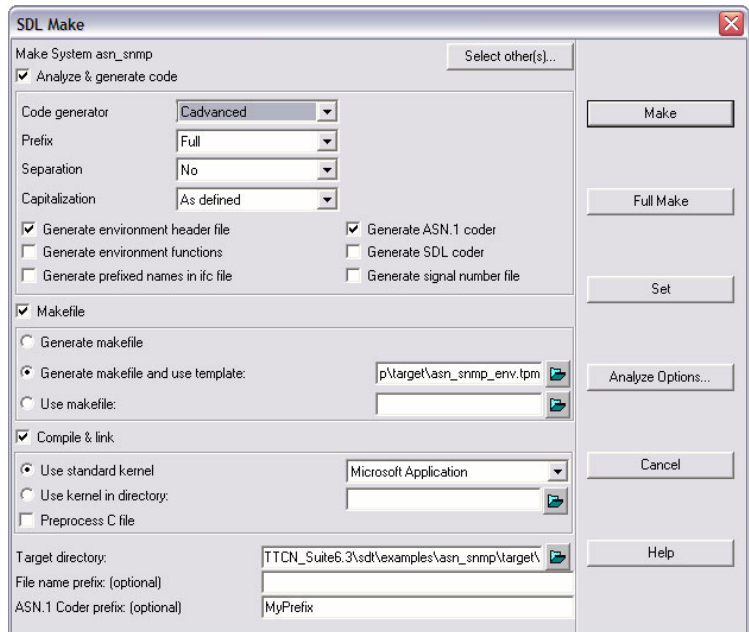 SDL Make
Make System asn_snmp
Select other(s)...
Analyze & generate code
Code generator
Cadvanced
Prefix
Full
Separation
No
Capitalization
As defined
Generate environment header file
Generate ASN.1 coder
Generate environment functions
Generate SDL coder
Generate prefixed names in ifc file
Generate signal number file
Makefile
Generate makefile
Generate makefile and use template:
p\target\asn_snmp_env.tpm
Use makefile:
Compile & link
Use standard kernel
Microsoft Application
Use kernel in directory:
Preprocess C file
Target directory:
TTCN_Suite6.3\sdt\examples\asn_snmp\target\
File name prefix: (optional)
ASN.1 Coder prefix: (optional)
MyPrefix
Make
Full Make
Set
Analyze Options...
Cancel
Help